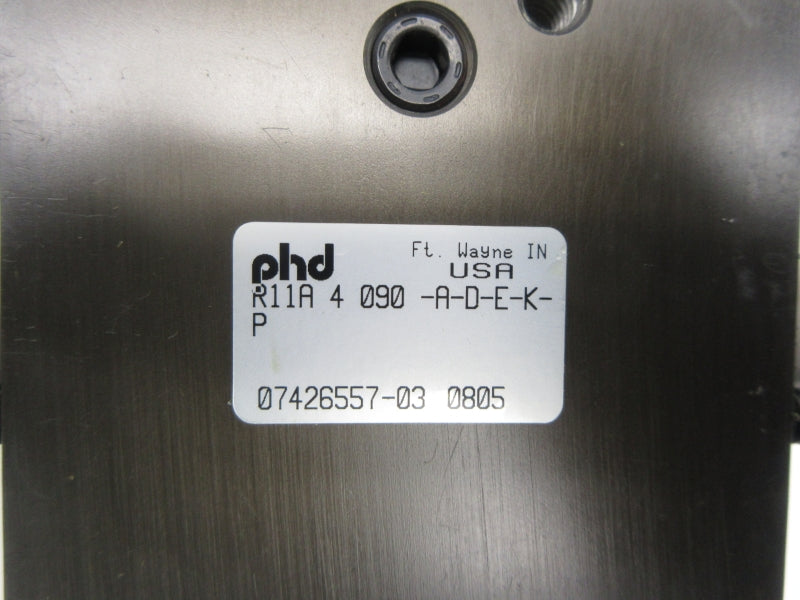 phd Ft. Wayne IN
USA
R11A 4 090 -A-D-E-K-
P
07426557-03 0805